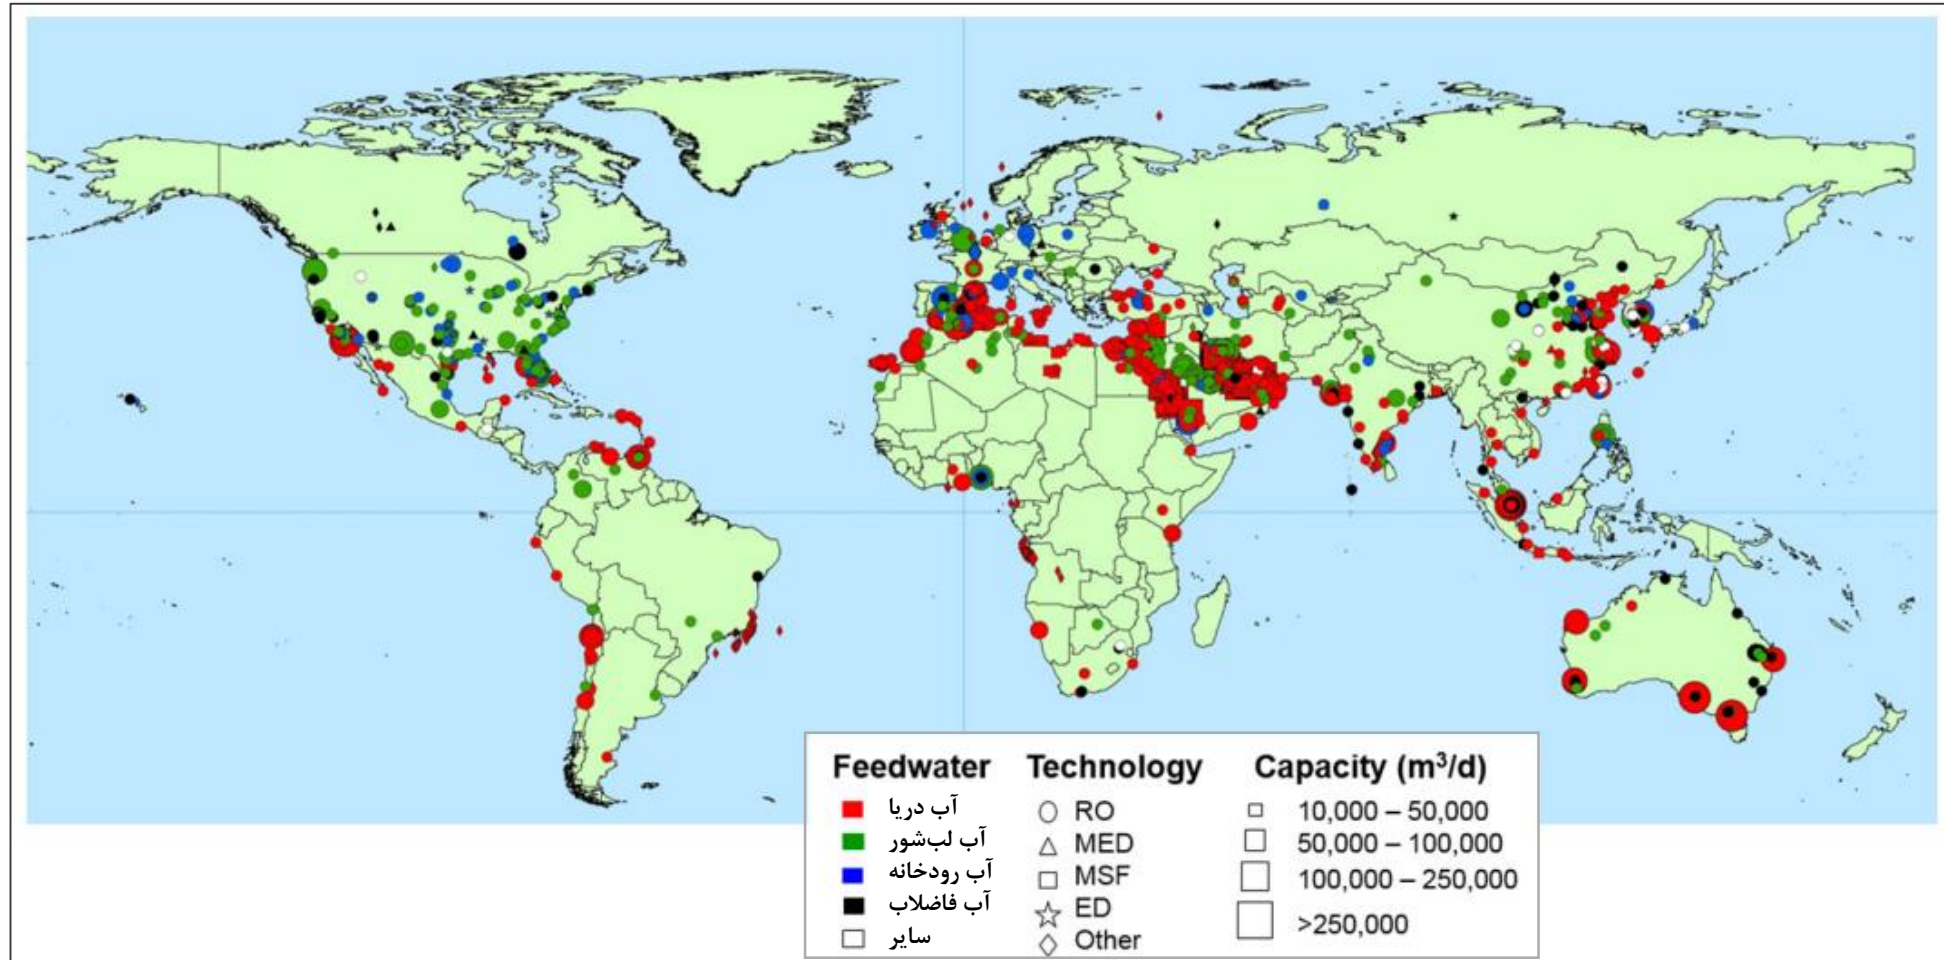 Feedwater Technology Capacity (m³/d)
آب دریا RO 10,000 – 50,000
آب لب‌شور MED 50,000 – 100,000
آب رودخانه MSF 100,000 – 250,000
آب فاضلاب ED >250,000
سایر Other